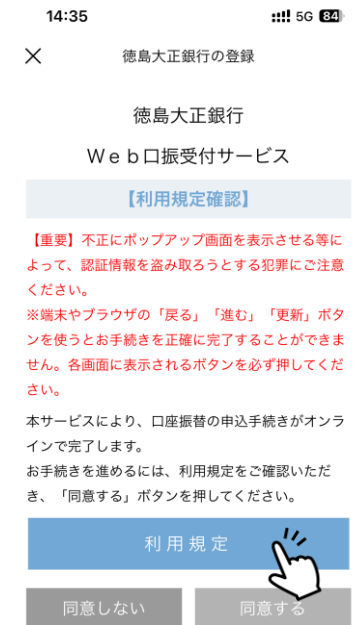 14:35 5G 84
徳島大正銀行の登録
徳島大正銀行
Ｗｅｂ口振受付サービス
【利用規定確認】
【重要】不正にポップアップ画面を表示させる等に
よって、認証情報を盗み取ろうとする犯罪にご注意
ください。
※端末やブラウザの「戻る」「進む」「更新」ボタ
ンを使うとお手続きを正確に完了することができま
せん。各画面に表示されるボタンを必ず押してくだ
さい。
本サービスにより、口座振替の申込手続きがオンラ
インで完了します。
お手続きを進めるには、利用規定をご確認いただ
き、「同意する」ボタンを押してください。
利用規定
同意しない 同意する